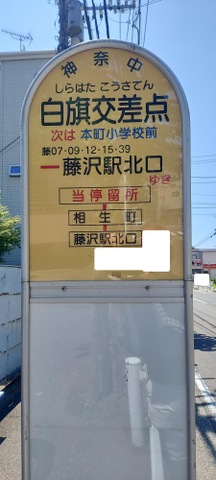 神奈中
しらはた こうさてん
白旗交差点
次は 本町小学校前
藤07·09·12·15·39
藤沢駅北口
ゆき
当停留所
相生町
藤沢駅北口